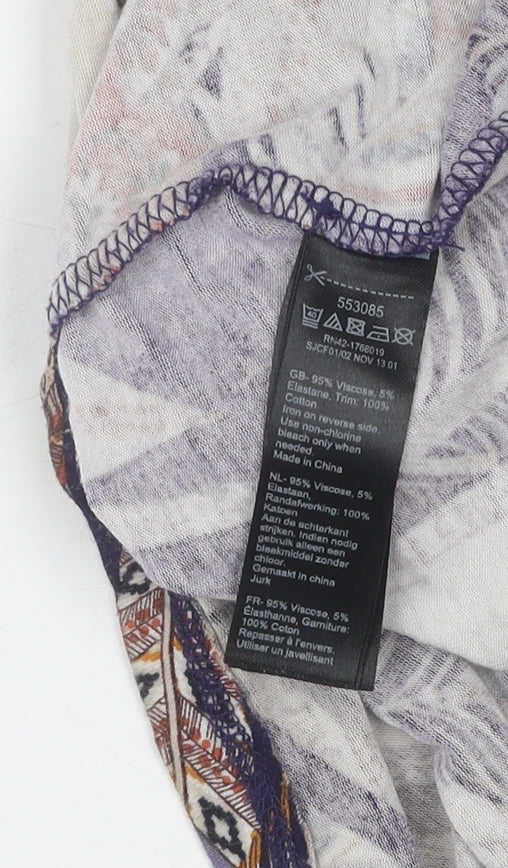 553085
40
RN42-1768019
SJCF01/02 NOV 13 01
GB- 95% Viscose, 5%
Elastane, Trim: 100%
Cotton
Iron on reverse side.
Use non-chlorine
bleach only when
needed.
Made in China
NL- 95% Viscose, 5%
Elastaan,
Randafwerking: 100%
Katoen
Aan de achterkant
strijken. Indien nodig
gebruik alleen een
bleekmiddel zonder
chloor.
Gemaakt in china
Jurk
FR- 95% Viscose, 5%
Élasthanne, Garniture:
100% Coton
Repasser à l'envers.
Utiliser un javellisant